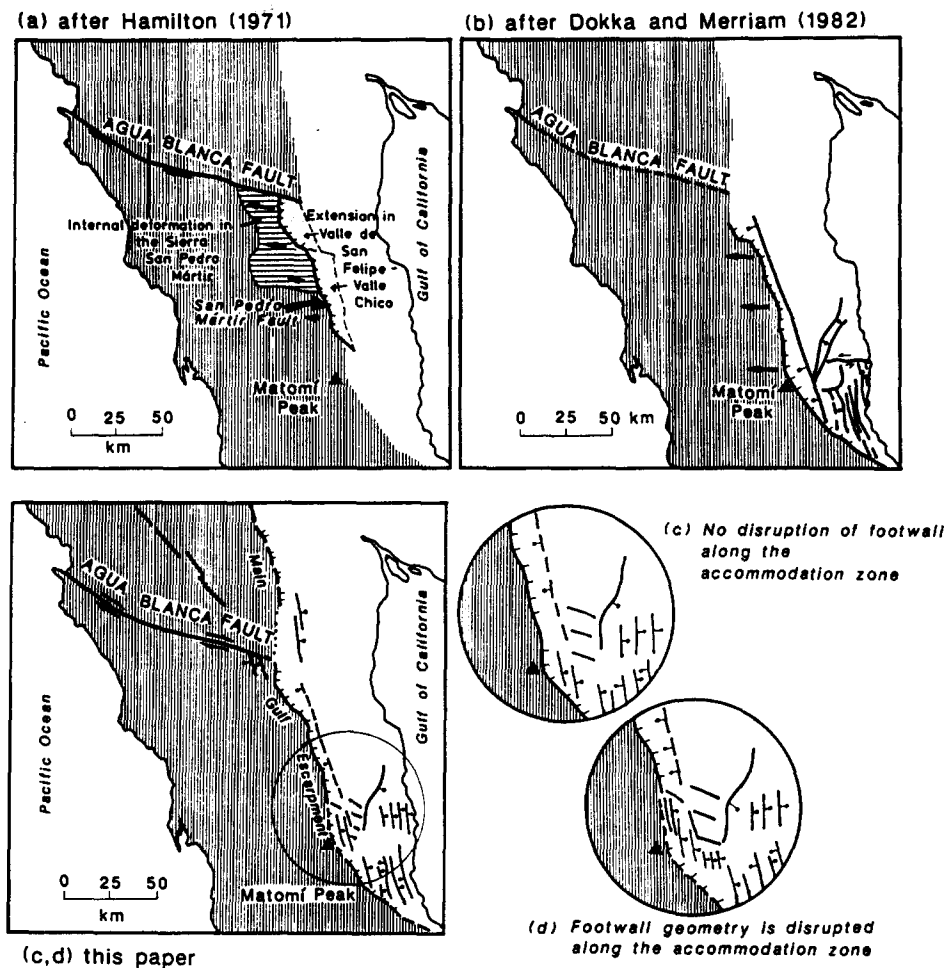 (a) after Hamilton (1971)
AGUA BLANCA FAULT
Internal deformation in
the Sierra
San Pedro
Mártir
Extension in
Valle de
San
Felipe -
Valle
Chico
San Pedro
Mártir Fault
Pacific Ocean
Gulf of California
Matomí
Peak
0 25 50
km
(b) after Dokka and Merriam (1982)
AGUA BLANCA FAULT
Matomí
Peak
0 25 50 km
AGUA BLANCA FAULT
Main
Gulf
Escarpment
Pacific Ocean
Gulf of California
Matomí Peak
0 25 50
km
(c) No disruption of footwall
along the
accommodation zone
(d) Footwall geometry is disrupted
along the accommodation zone
(c,d) this paper